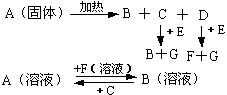 A（固体） 加热 B + C + D
+E +E
B+G F+G
A（溶液） +F（溶液） +C B（溶液）